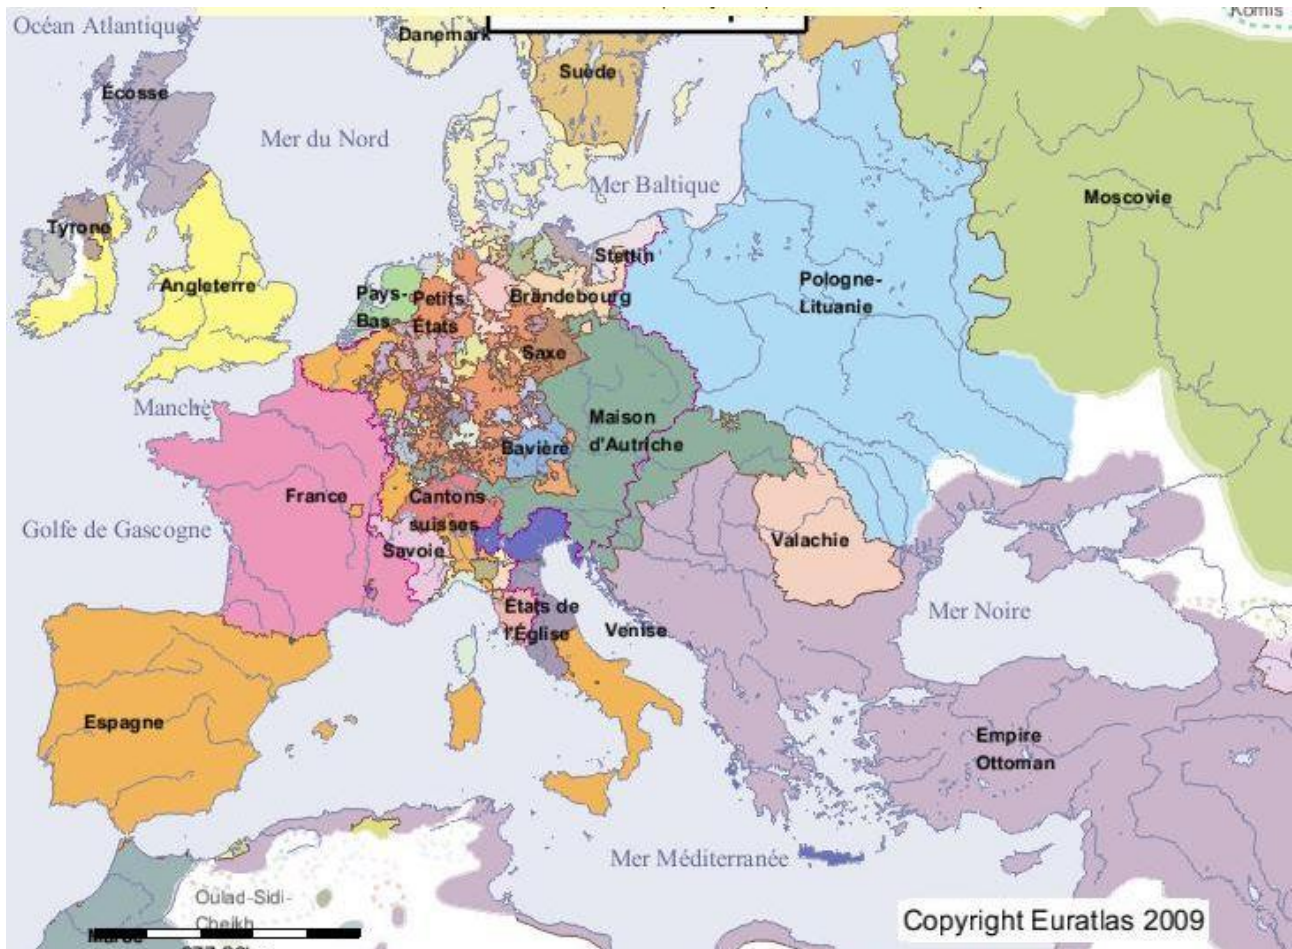 Océan Atlantique
Komis
Danemark
Suède
Écosse
Mer du Nord
Mer Baltique
Moscovie
Tyrone
Angleterre
Stettin
Pologne-
Lituanie
Pays-
Bas
Petits
États
Brandebourg
Saxe
Manche
Maison
d'Autriche
Bavière
France
Cantons
suisses
Golfe de Gascogne
Savoie
Valachie
Mer Noire
États de
l'Église
Venise
Espagne
Empire
Ottoman
Mer Méditerranée
Oulad-Sidi-
Cheikh
Maroc
Copyright Euratlas 2009